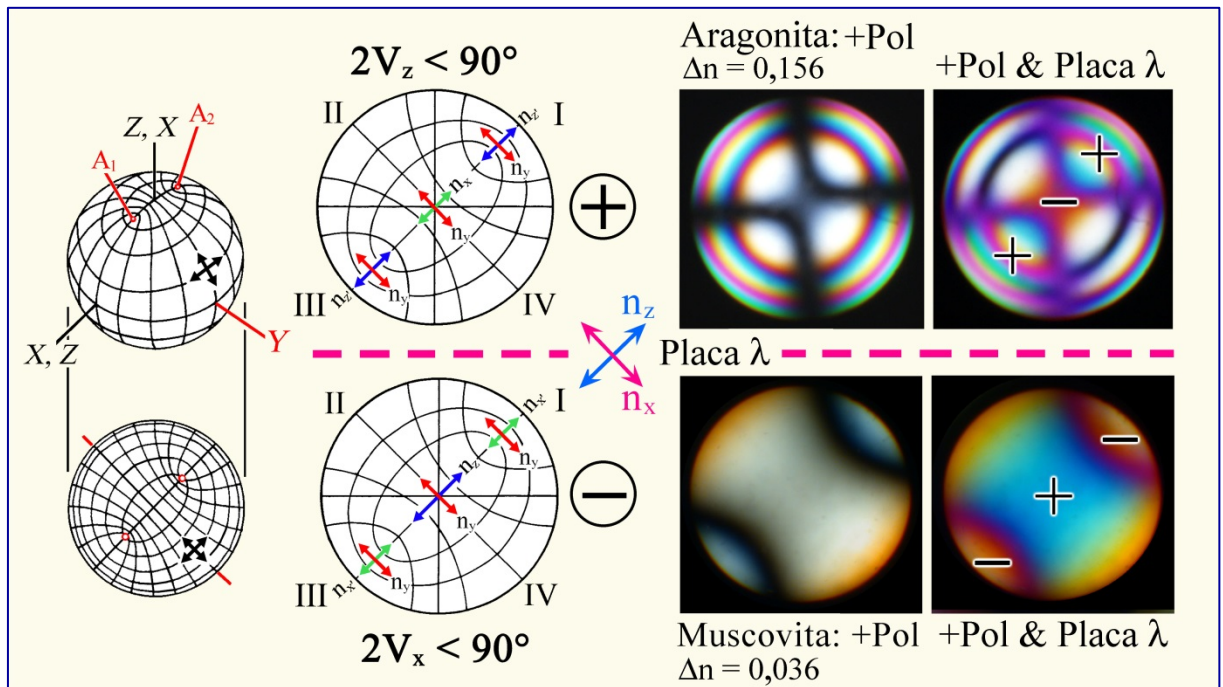 A₁
Z, X
A₂
X, Z
Y
2Vz < 90°
II
I
III
IV
nz'
ny
nx
ny
nz'
ny
+
Aragonita: +Pol
Δn = 0,156
+Pol & Placa λ
+
−
+
nz
Placa λ
nx
II
I
III
IV
nx'
ny
nz
ny
nx'
ny
−
2Vx < 90°
−
+
−
Muscovita: +Pol
Δn = 0,036
+Pol & Placa λ